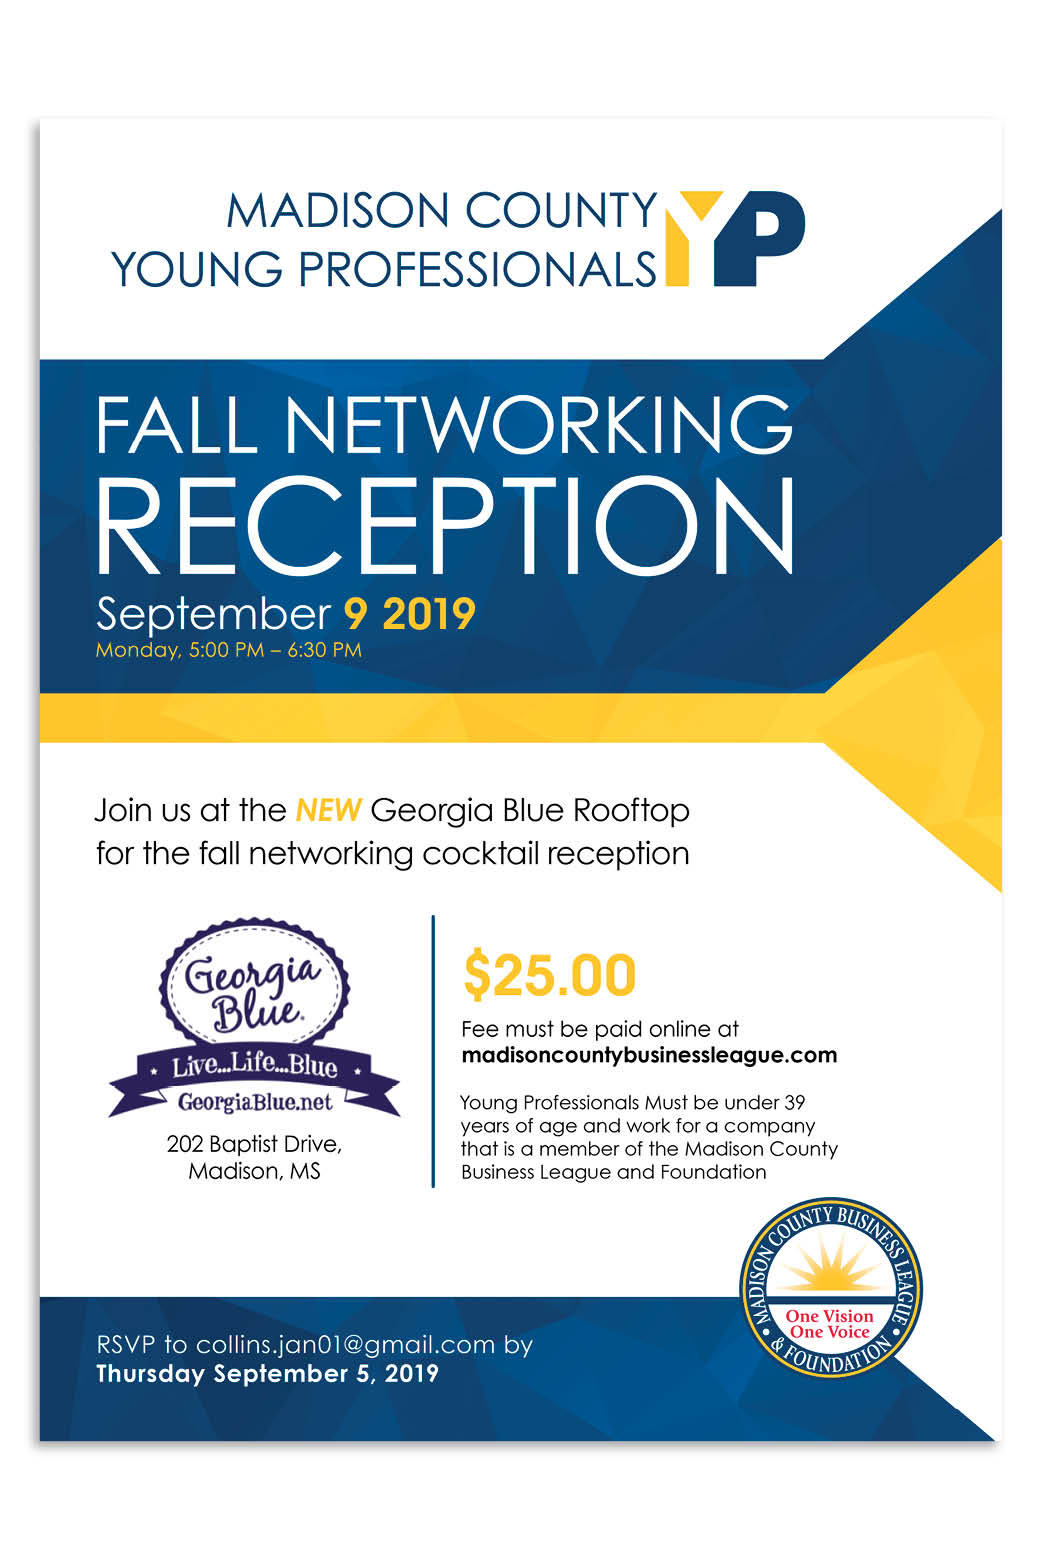 MADISON COUNTY
YOUNG PROFESSIONALS
YP
FALL NETWORKING
RECEPTION
September 9 2019
Monday, 5:00 PM – 6:30 PM
Join us at the NEW Georgia Blue Rooftop
for the fall networking cocktail reception
Georgia
Blue.
Live...Life...Blue
GeorgiaBlue.net
202 Baptist Drive,
Madison, MS
$25.00
Fee must be paid online at
madisoncountybusinessleague.com
Young Professionals Must be under 39
years of age and work for a company
that is a member of the Madison County
Business League and Foundation
MADISON COUNTY BUSINESS LEAGUE
& FOUNDATION
One Vision
One Voice
RSVP to collins.jan01@gmail.com by
Thursday September 5, 2019